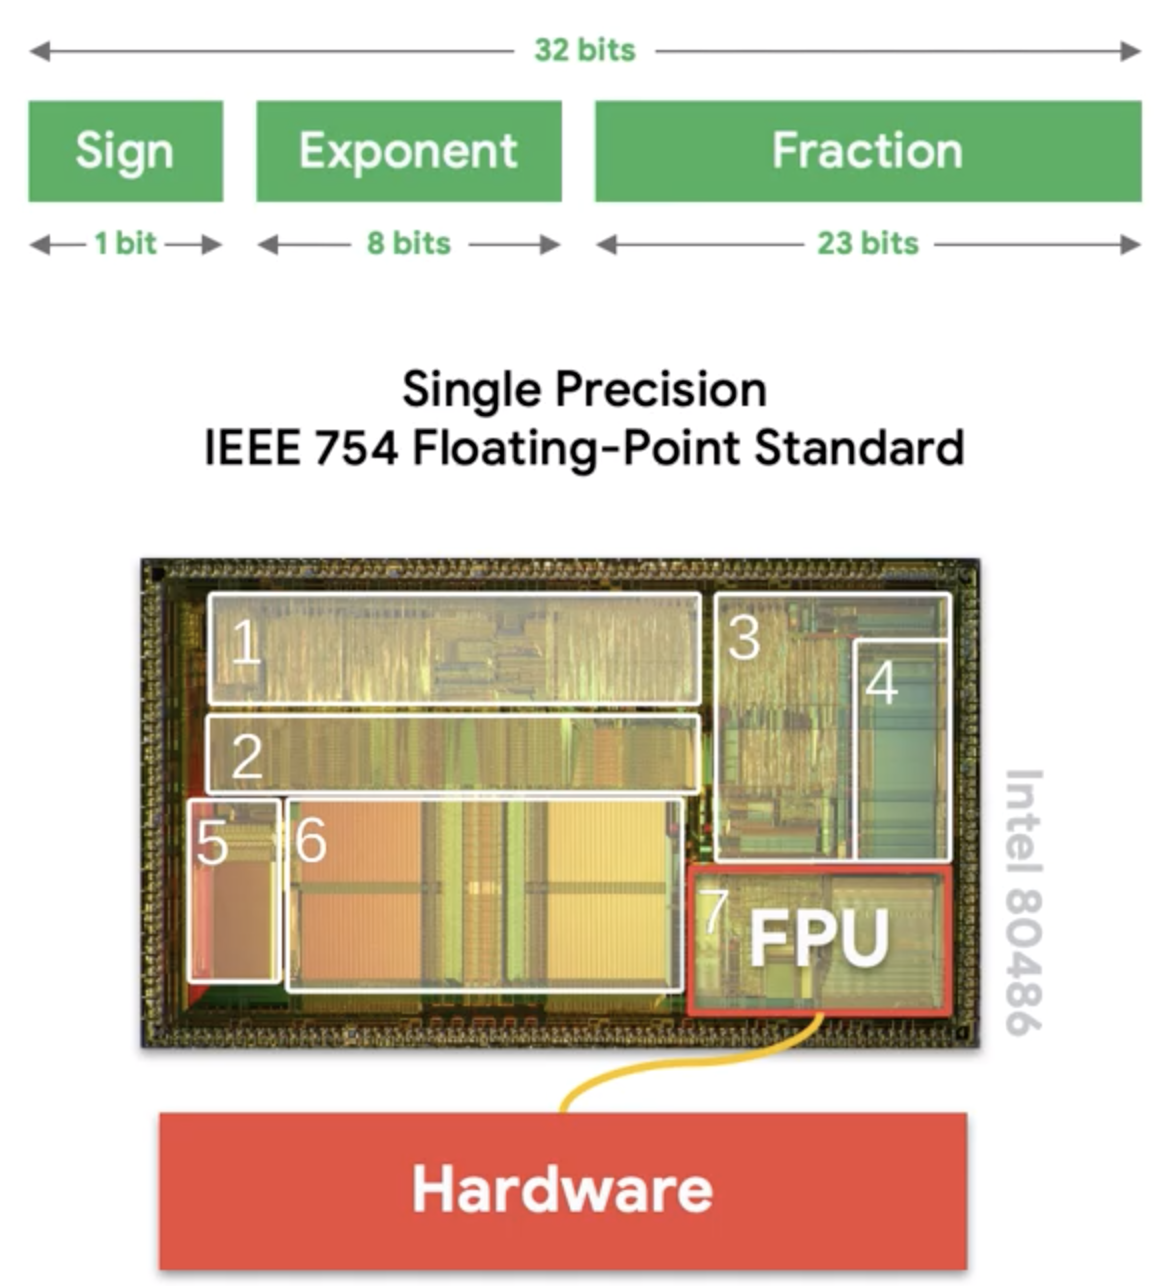 32 bits
Sign Exponent Fraction
1 bit 8 bits 23 bits
Single Precision
IEEE 754 Floating-Point Standard
1
2
3
4
5
6
7
FPU
Intel 80486
Hardware